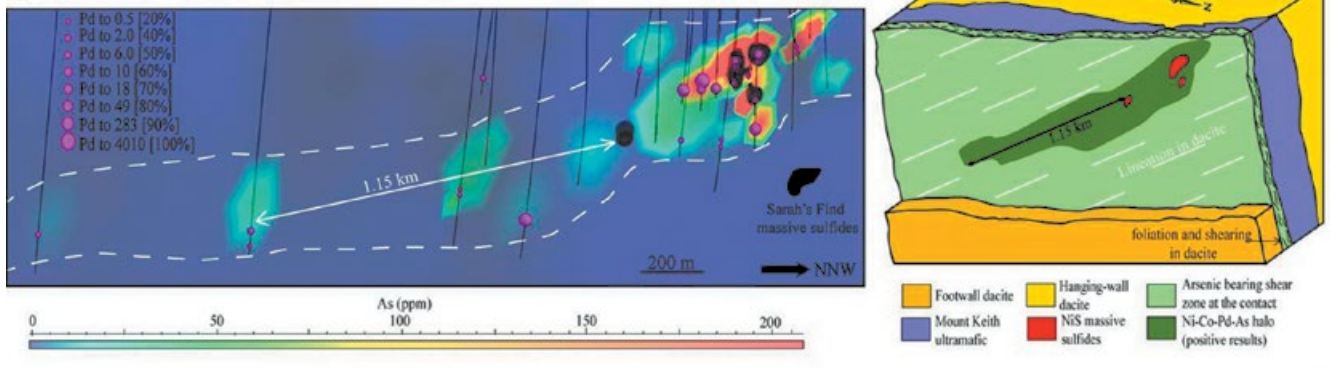 Pd to 0.5 [20%]
Pd to 2.0 [40%]
Pd to 6.0 [50%]
Pd to 10 [60%]
Pd to 18 [70%]
Pd to 49 [80%]
Pd to 283 [90%]
Pd to 4010 [100%]
1.15 km
Sarah's Find
massive sulfides
200 m
NNW
As (ppm)
0 50 100 150 200
Z
1.15 km
Lineation in dacite
foliation and shearing
in dacite
Footwall dacite
Hanging-wall
dacite
Arsenic bearing shear
zone at the contact
Mount Keith
ultramafic
NiS massive
sulfides
Ni-Co-Pd-As halo
(positive results)